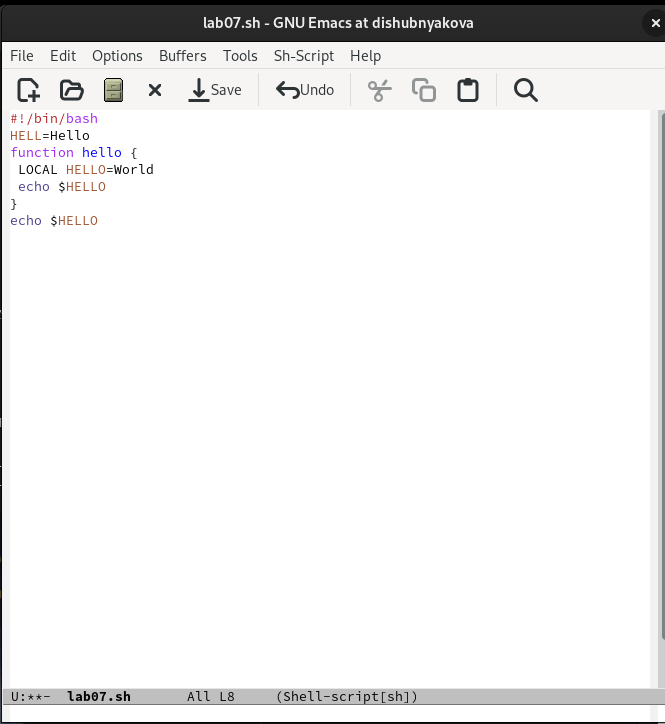 lab07.sh - GNU Emacs at dishubnyakova
File Edit Options Buffers Tools Sh-Script Help
Save Undo
#!/bin/bash
HELL=Hello
function hello {
 LOCAL HELLO=World
 echo $HELLO
}
echo $HELLO
U:**- lab07.sh All L8 (Shell-script[sh])